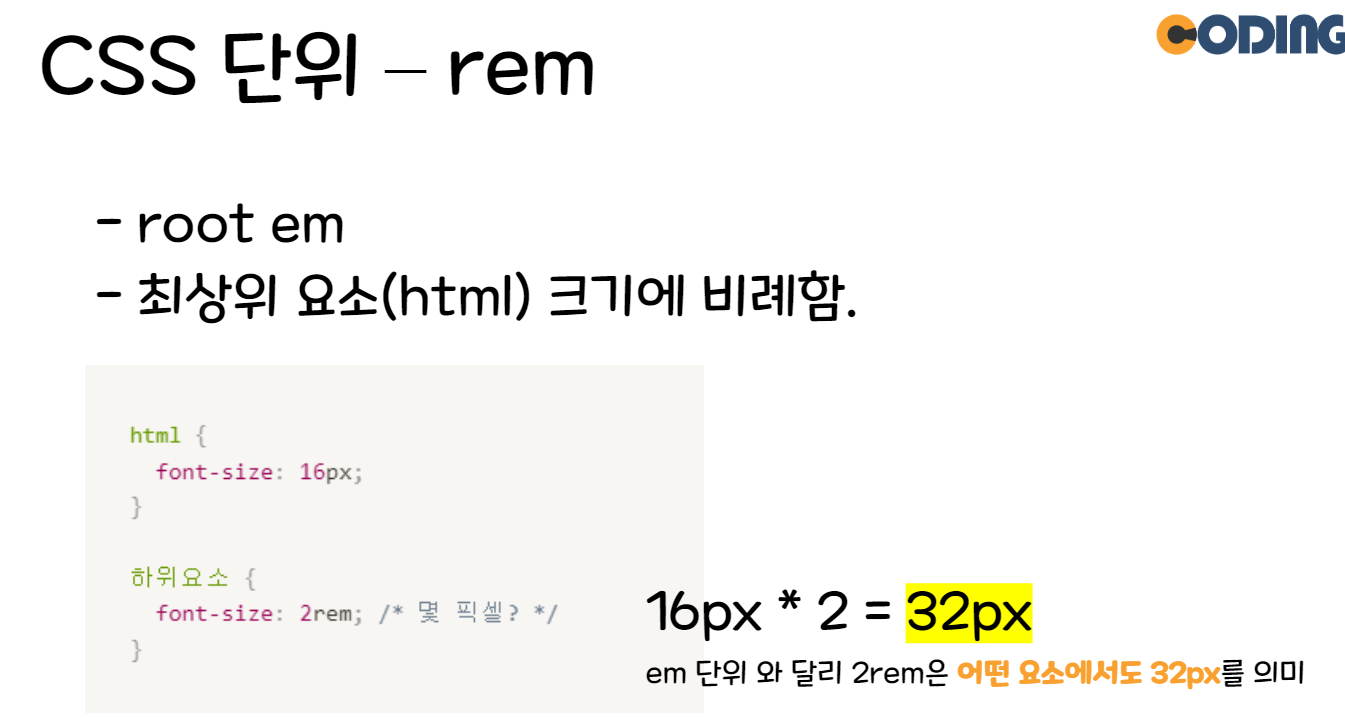 CSS 단위 – rem
CODING
- root em
- 최상위 요소(html) 크기에 비례함.
html {
font-size: 16px;
}
하위요소 {
font-size: 2rem; /* 몇 픽셀? */
}
16px * 2 = 32px
em 단위 와 달리 2rem은 어떤 요소에서도 32px를 의미